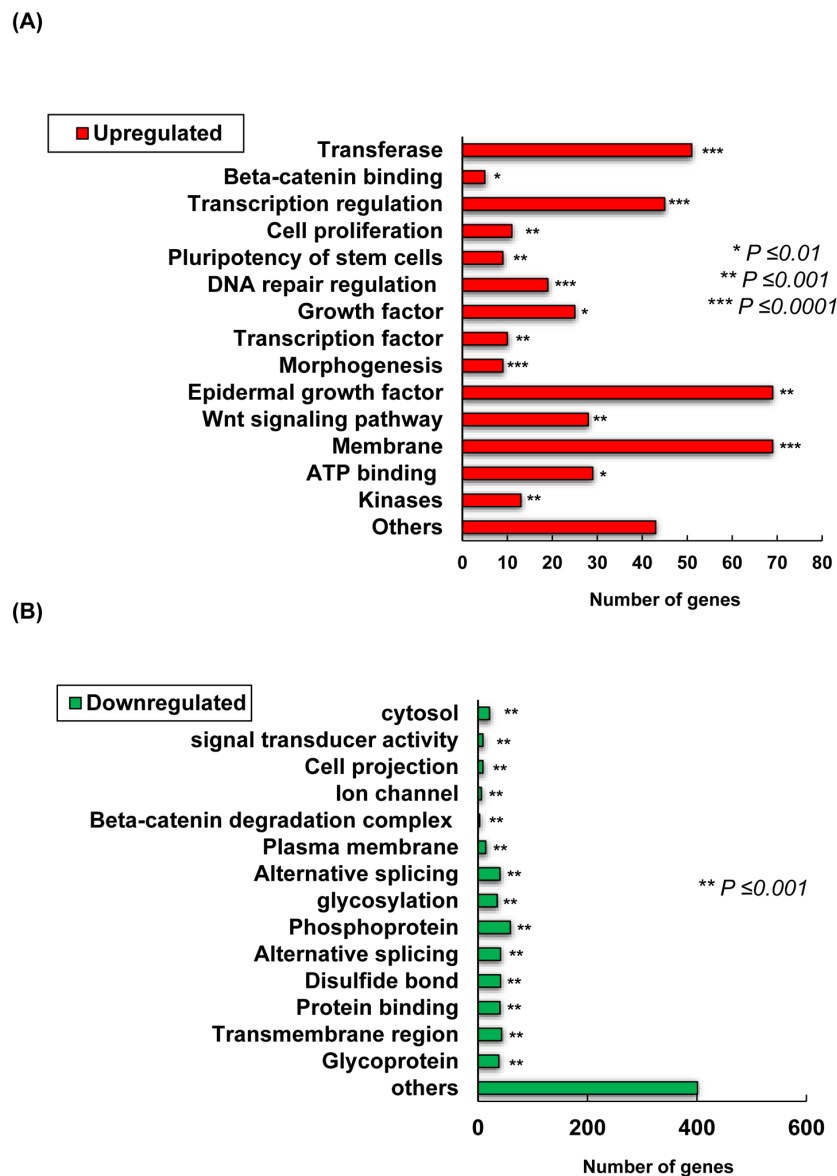 (A)
Upregulated
Transferase ***
Beta-catenin binding *
Transcription regulation ***
Cell proliferation **
Pluripotency of stem cells **
DNA repair regulation ***
Growth factor *
Transcription factor **
Morphogenesis ***
Epidermal growth factor **
Wnt signaling pathway **
Membrane ***
ATP binding *
Kinases **
Others
* P ≤0.01
** P ≤0.001
*** P ≤0.0001
0 10 20 30 40 50 60 70 80
Number of genes
(B)
Downregulated
cytosol **
signal transducer activity **
Cell projection **
Ion channel **
Beta-catenin degradation complex **
Plasma membrane **
Alternative splicing **
glycosylation **
Phosphoprotein **
Alternative splicing **
Disulfide bond **
Protein binding **
Transmembrane region **
Glycoprotein **
others
** P ≤0.001
0 200 400 600
Number of genes